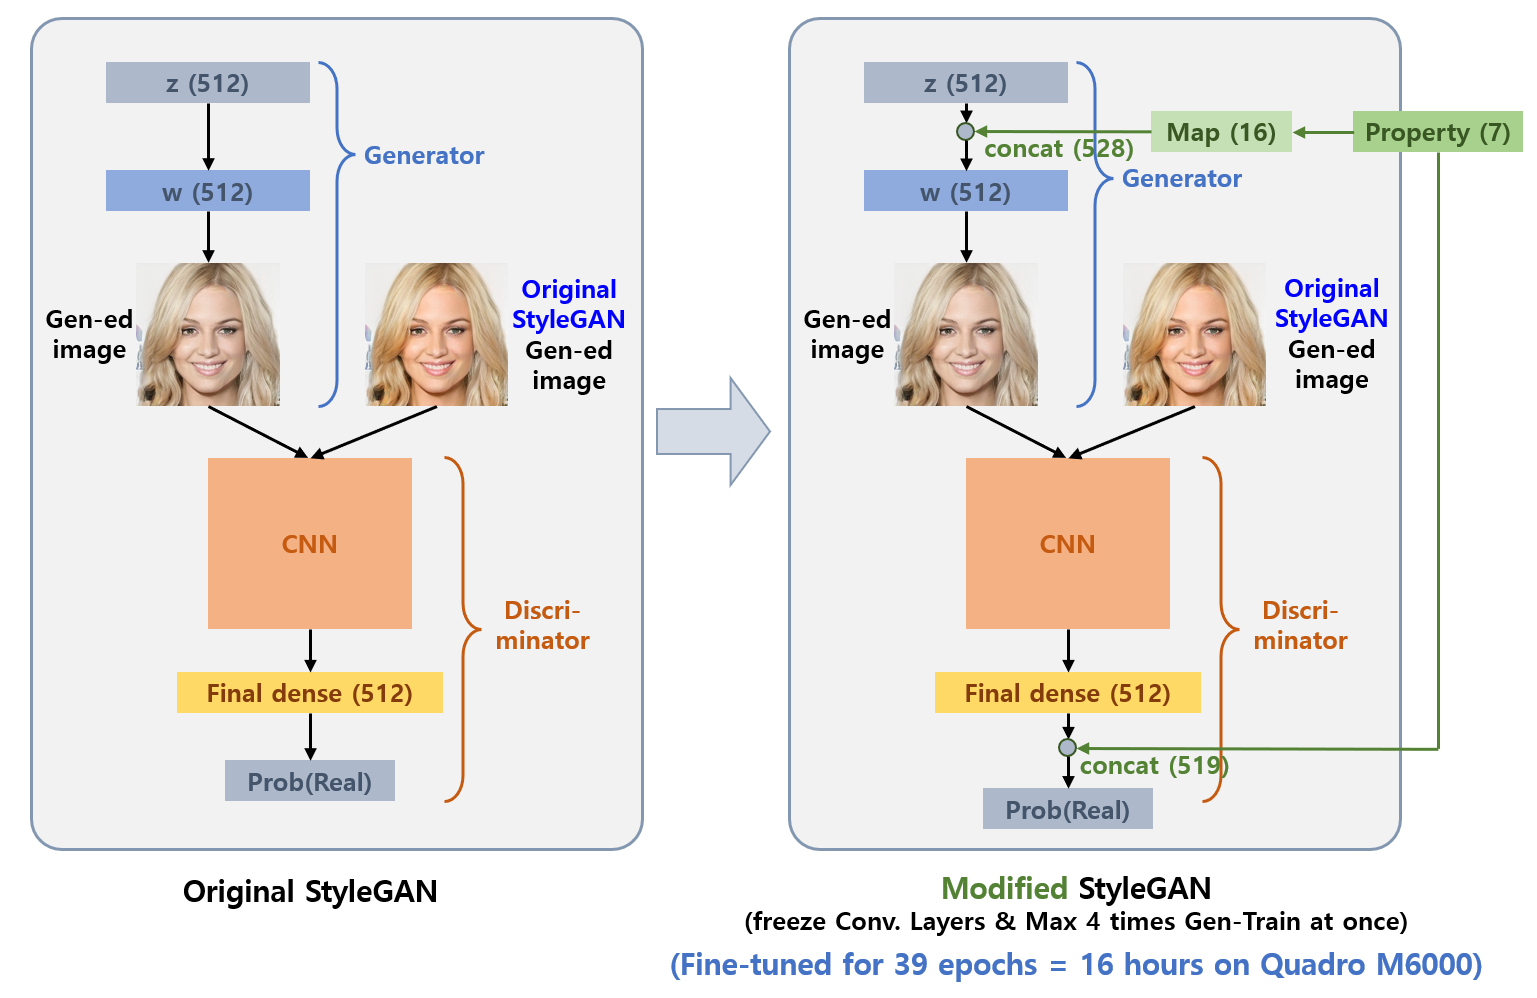 z (512)
Generator
w (512)
Gen-ed
image
Original
StyleGAN
Gen-ed
image
CNN
Discri-
minator
Final dense (512)
Prob(Real)
Original StyleGAN
z (512)
Map (16)
Property (7)
concat (528)
Generator
w (512)
Gen-ed
image
Original
StyleGAN
Gen-ed
image
CNN
Discri-
minator
Final dense (512)
concat (519)
Prob(Real)
Modified StyleGAN
(freeze Conv. Layers & Max 4 times Gen-Train at once)
(Fine-tuned for 39 epochs = 16 hours on Quadro M6000)